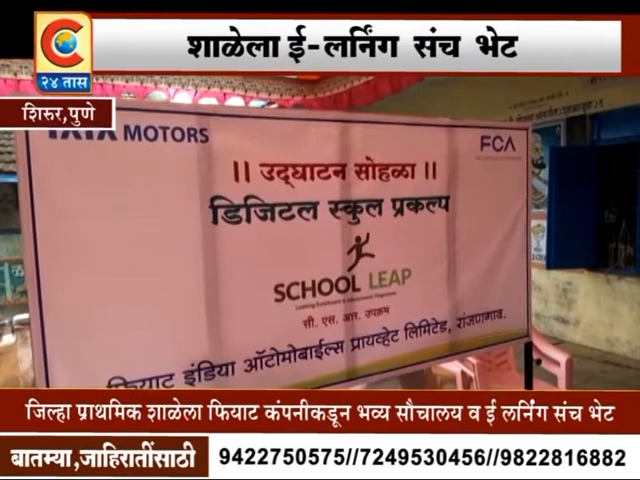 शाळेला ई-लर्निंग संच भेट
C
२४ तास
शिरुर,पुणे
TATA MOTORS
FCA
|| उद्घाटन सोहळा ||
डिजिटल स्कुल प्रकल्प
SCHOOL LEAP
सी. एस. आर. उपक्रम
फियाट इंडिया ऑटोमोबाईल्स प्रायव्हेट लिमिटेड, रांजणगाव.
जिल्हा प्राथमिक शाळेला फियाट कंपनीकडून भव्य सौचालय व ई लर्निंग संच भेट
बातम्या,जाहिरातींसाठी
9422750575//7249530456//9822816882